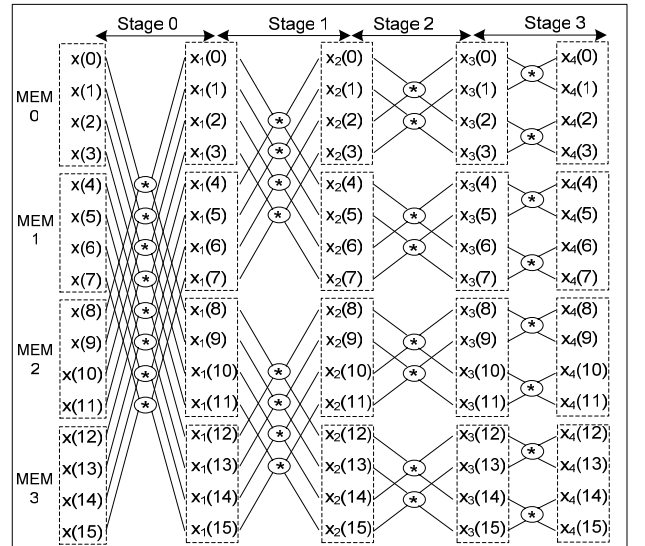 Stage 0 Stage 1 Stage 2 Stage 3
x(0) x₁(0) x₂(0) x₃(0) x₄(0)
x(1) x₁(1) x₂(1) x₃(1) x₄(1)
MEM
0
x(2) x₁(2) x₂(2) x₃(2) x₄(2)
x(3) x₁(3) x₂(3) x₃(3) x₄(3)
x(4) x₁(4) x₂(4) x₃(4) x₄(4)
x(5) x₁(5) x₂(5) x₃(5) x₄(5)
MEM
1
x(6) x₁(6) x₂(6) x₃(6) x₄(6)
x(7) x₁(7) x₂(7) x₃(7) x₄(7)
x(8) x₁(8) x₂(8) x₃(8) x₄(8)
x(9) x₁(9) x₂(9) x₃(9) x₄(9)
MEM
2
x(10) x₁(10) x₂(10) x₃(10) x₄(10)
x(11) x₁(11) x₂(11) x₃(11) x₄(11)
x(12) x₁(12) x₂(12) x₃(12) x₄(12)
x(13) x₁(13) x₂(13) x₃(13) x₄(13)
MEM
3
x(14) x₁(14) x₂(14) x₃(14) x₄(14)
x(15) x₁(15) x₂(15) x₃(15) x₄(15)